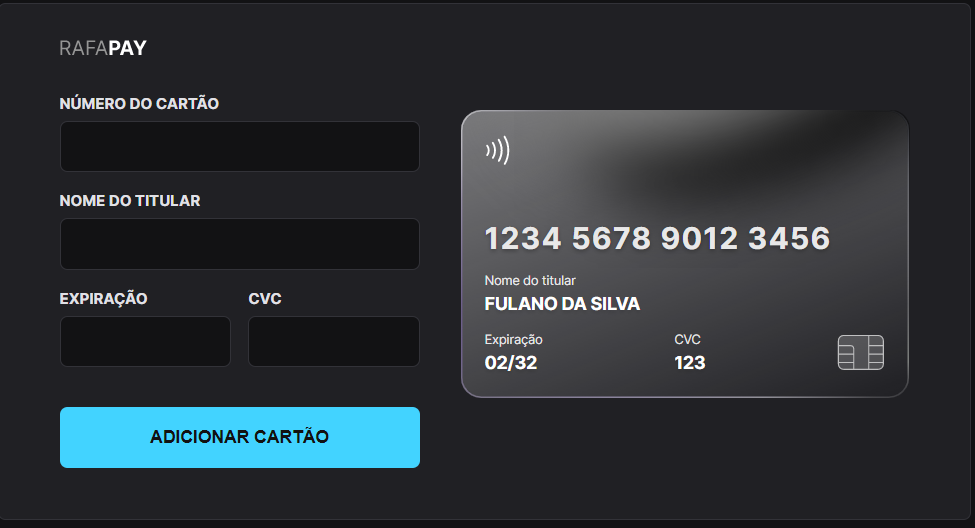 RAFAPAY
NÚMERO DO CARTÃO
NOME DO TITULAR
EXPIRAÇÃO CVC
ADICIONAR CARTÃO
1234 5678 9012 3456
Nome do titular
FULANO DA SILVA
Expiração CVC
02/32 123